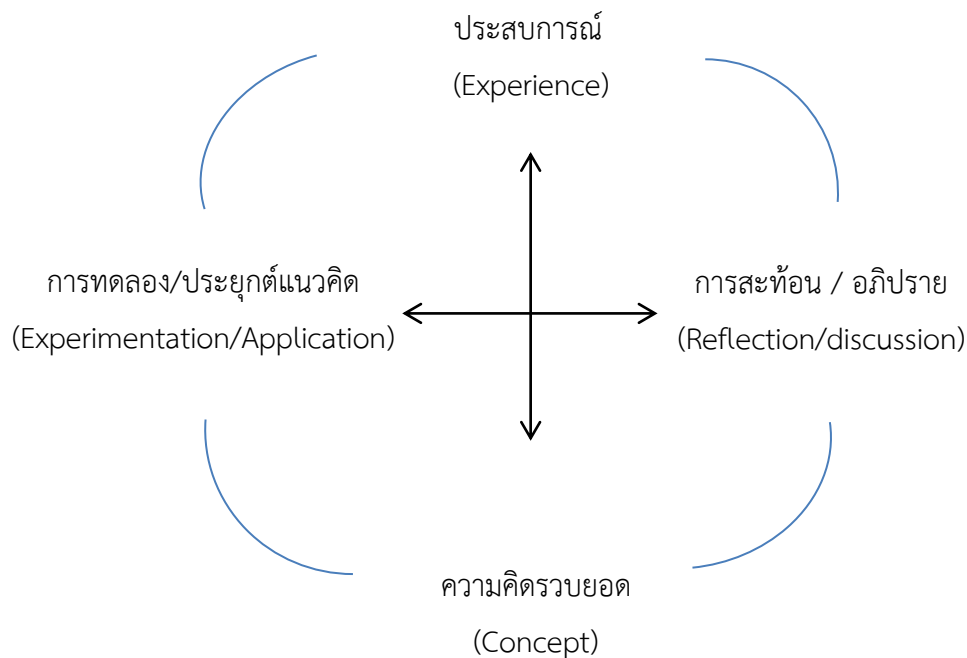 ประสบการณ์
(Experience)
การทดลอง/ประยุกต์แนวคิด
(Experimentation/Application)
การสะท้อน / อภิปราย
(Reflection/discussion)
ความคิดรวบยอด
(Concept)